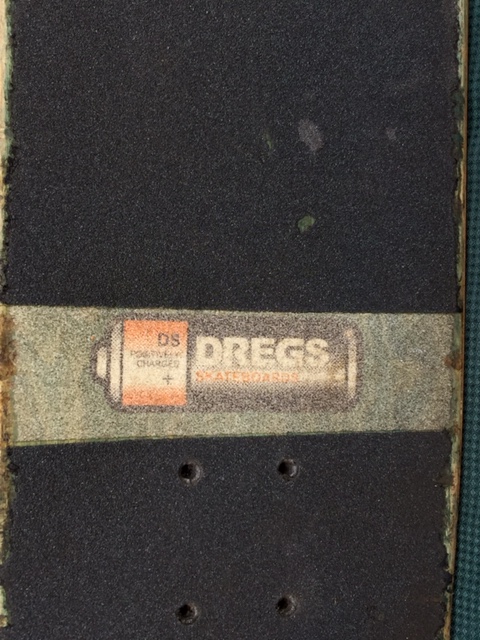 DS
POSITIVELY
CHARGED
+
DREGS
SKATEBOARDS